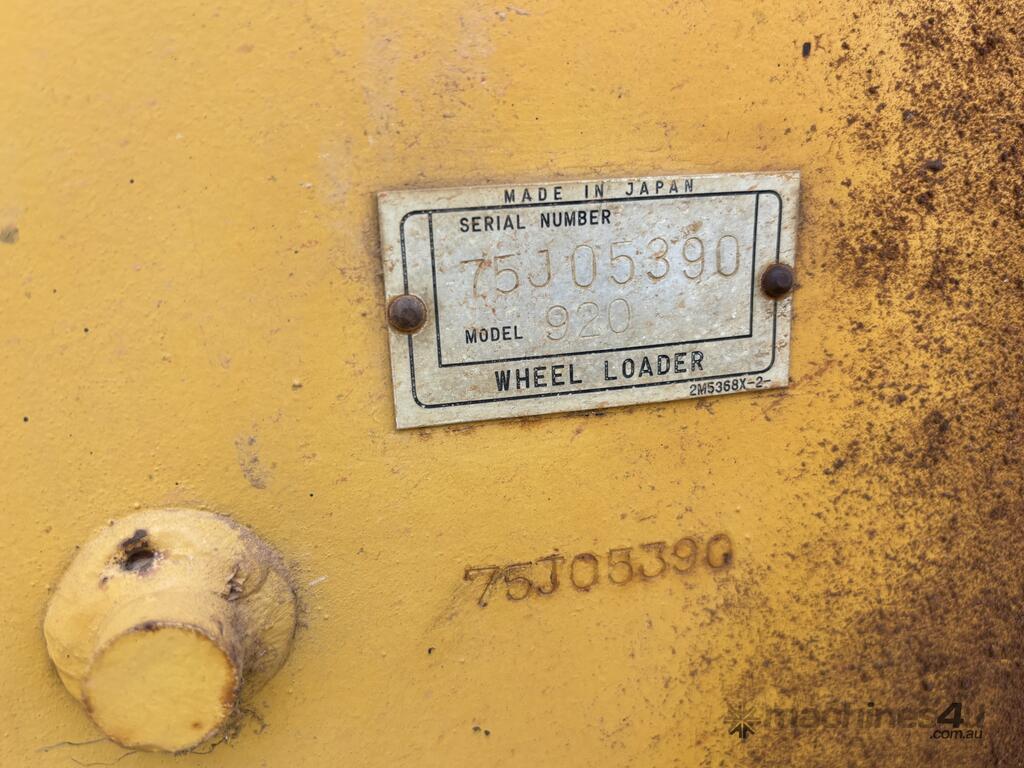 MADE IN JAPAN
SERIAL NUMBER
75J05390
MODEL 920
WHEEL LOADER
2M5368X-2-
75J05390
machines4u
.com.au